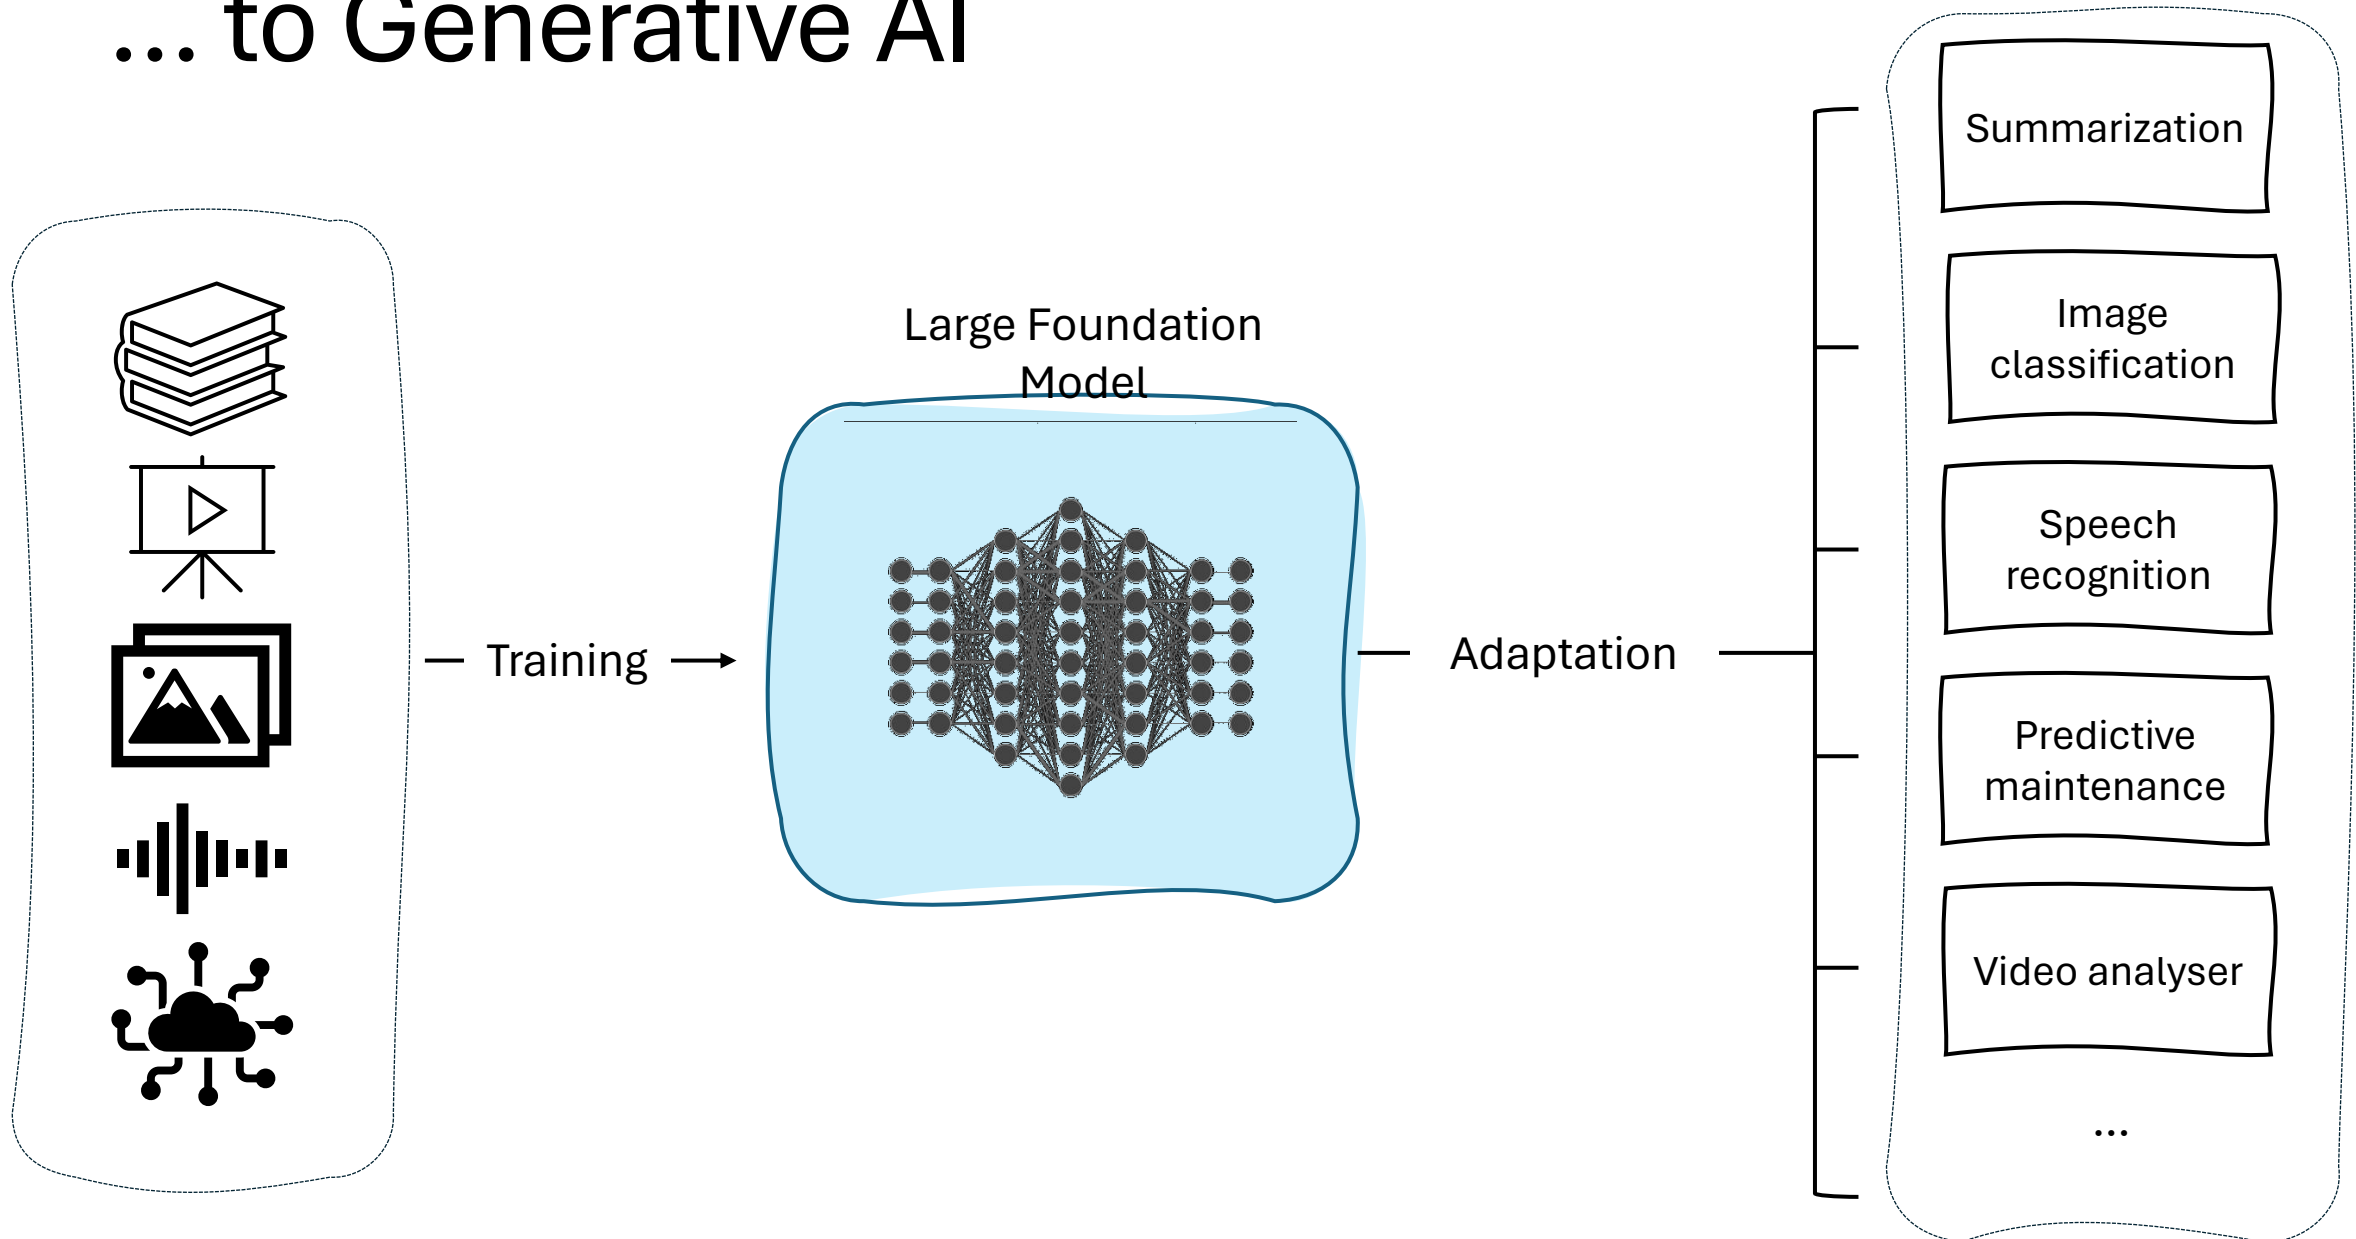 ... to Generative AI
Large Foundation
Model
Training
Adaptation
Summarization
Image
classification
Speech
recognition
Predictive
maintenance
Video analyser
...